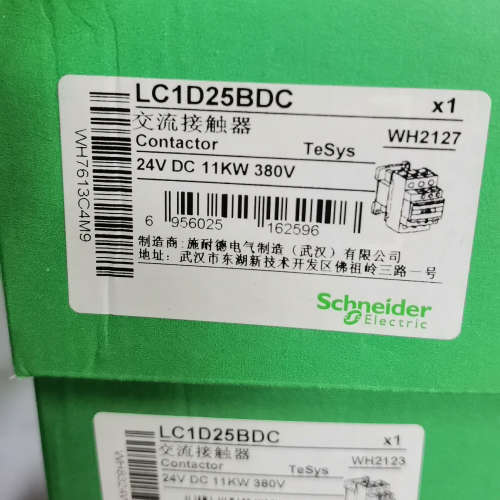 LC1D25BDC x1
交流接触器
Contactor TeSys WH2127
24V DC 11KW 380V
6 956025 162596
制造商:施耐德电气制造（武汉）有限公司
地址: 武汉市东湖新技术开发区佛祖岭三路一号
Schneider
Electric
WH7613C4M9
LC1D25BDC x1
交流接触器
Contactor TeSys WH2123
24V DC 11KW 380V